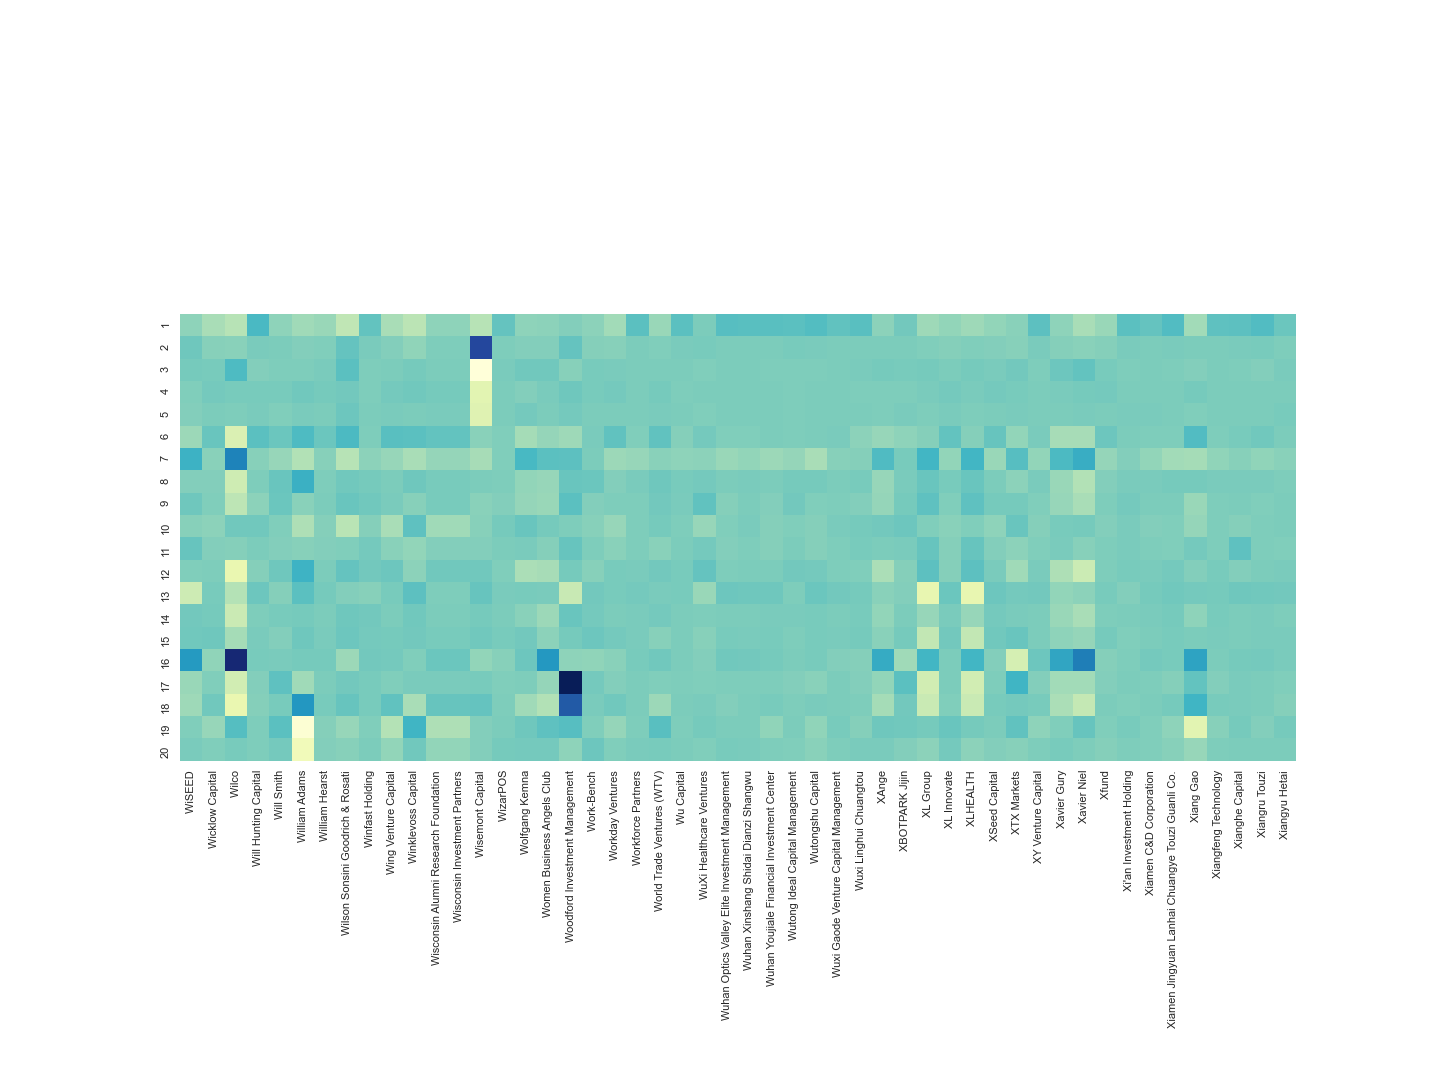 1
2
3
4
5
6
7
8
9
10
11
12
13
14
15
16
17
18
19
20
WiSEED
Wicklow Capital
Wilco
Will Hunting Capital
Will Smith
William Adams
William Hearst
Wilson Sonsini Goodrich & Rosati
Winfast Holding
Wing Venture Capital
Winklevoss Capital
Wisconsin Alumni Research Foundation
Wisconsin Investment Partners
Wisemont Capital
WizarPOS
Wolfgang Kemna
Women Business Angels Club
Woodford Investment Management
Work-Bench
Workday Ventures
Workforce Partners
World Trade Ventures (WTV)
Wu Capital
WuXi Healthcare Ventures
Wuhan Optics Valley Elite Investment Management
Wuhan Xinshang Shidai Dianzi Shangwu
Wuhan Youjiale Financial Investment Center
Wutong Ideal Capital Management
Wutongshu Capital
Wuxi Gaode Venture Capital Management
Wuxi Linghui Chuangtou
XAnge
XBOTPARK Jijin
XL Group
XL Innovate
XLHEALTH
XSeed Capital
XTX Markets
XY Venture Capital
Xavier Gury
Xavier Niel
Xfund
Xi'an Investment Holding
Xiamen C&D Corporation
Xiamen Jingyuan Lanhai Chuangye Touzi Guanli Co.
Xiang Gao
Xiangfeng Technology
Xianghe Capital
Xiangru Touzi
Xiangyu Hetai